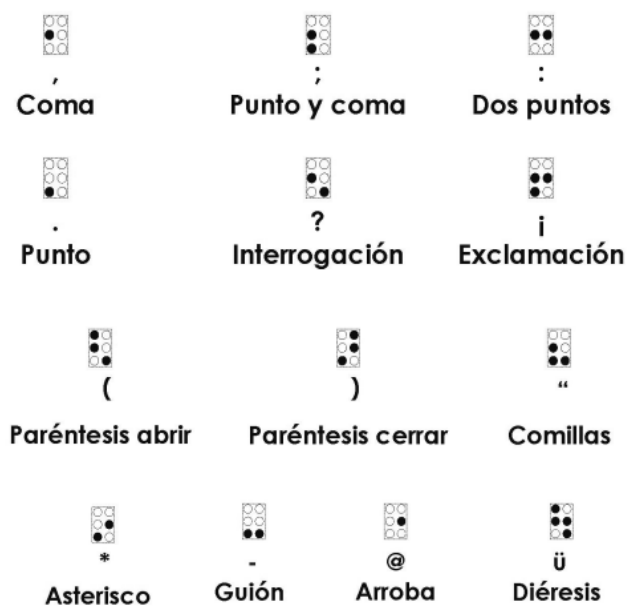 , ; :
Coma Punto y coma Dos puntos
. ? ¡
Punto Interrogación Exclamación
( ) “
Paréntesis abrir Paréntesis cerrar Comillas
* - @ ü
Asterisco Guión Arroba Diéresis